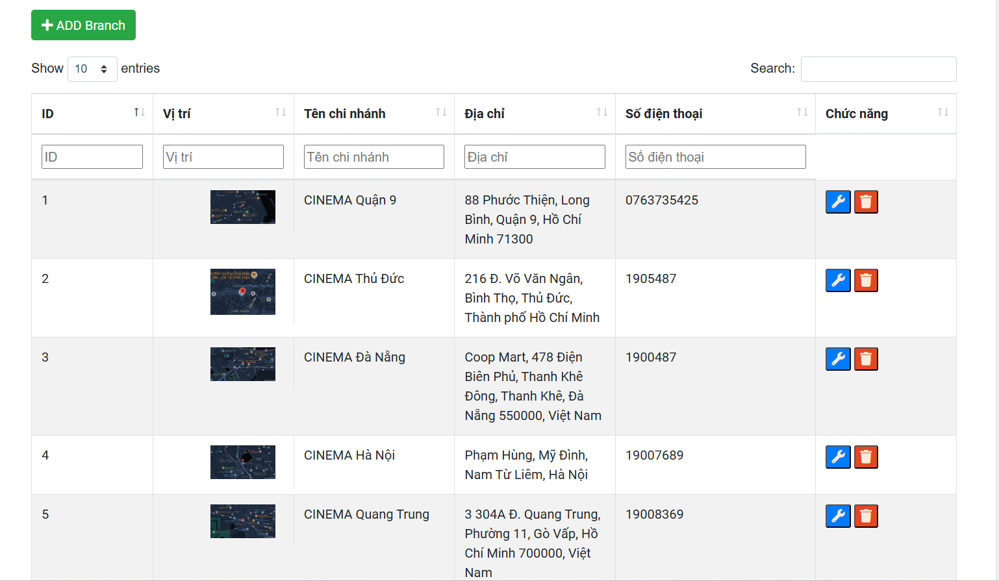 ADD Branch
Show 10 entries
Search:
ID Vị trí Tên chi nhánh Địa chỉ Số điện thoại Chức năng
ID Vị trí Tên chi nhánh Địa chỉ Số điện thoại
1 CINEMA Quận 9 88 Phước Thiện, Long 0763735425
Bình, Quận 9, Hồ Chí
Minh 71300
2 CINEMA Thủ Đức 216 Đ. Võ Văn Ngân, 1905487
Bình Thọ, Thủ Đức,
Thành phố Hồ Chí Minh
Vincom Plaza Thủ Đức
3 CINEMA Đà Nẵng Coop Mart, 478 Điện 1900487
Biên Phủ, Thanh Khê
Đông, Thanh Khê, Đà
Nẵng 550000, Việt Nam
4 CINEMA Hà Nội Phạm Hùng, Mỹ Đình, 19007689
Nam Từ Liêm, Hà Nội
5 CINEMA Quang Trung 3 304A Đ. Quang Trung, 19008369
Phường 11, Gò Vấp, Hồ
Chí Minh 700000, Việt
Nam